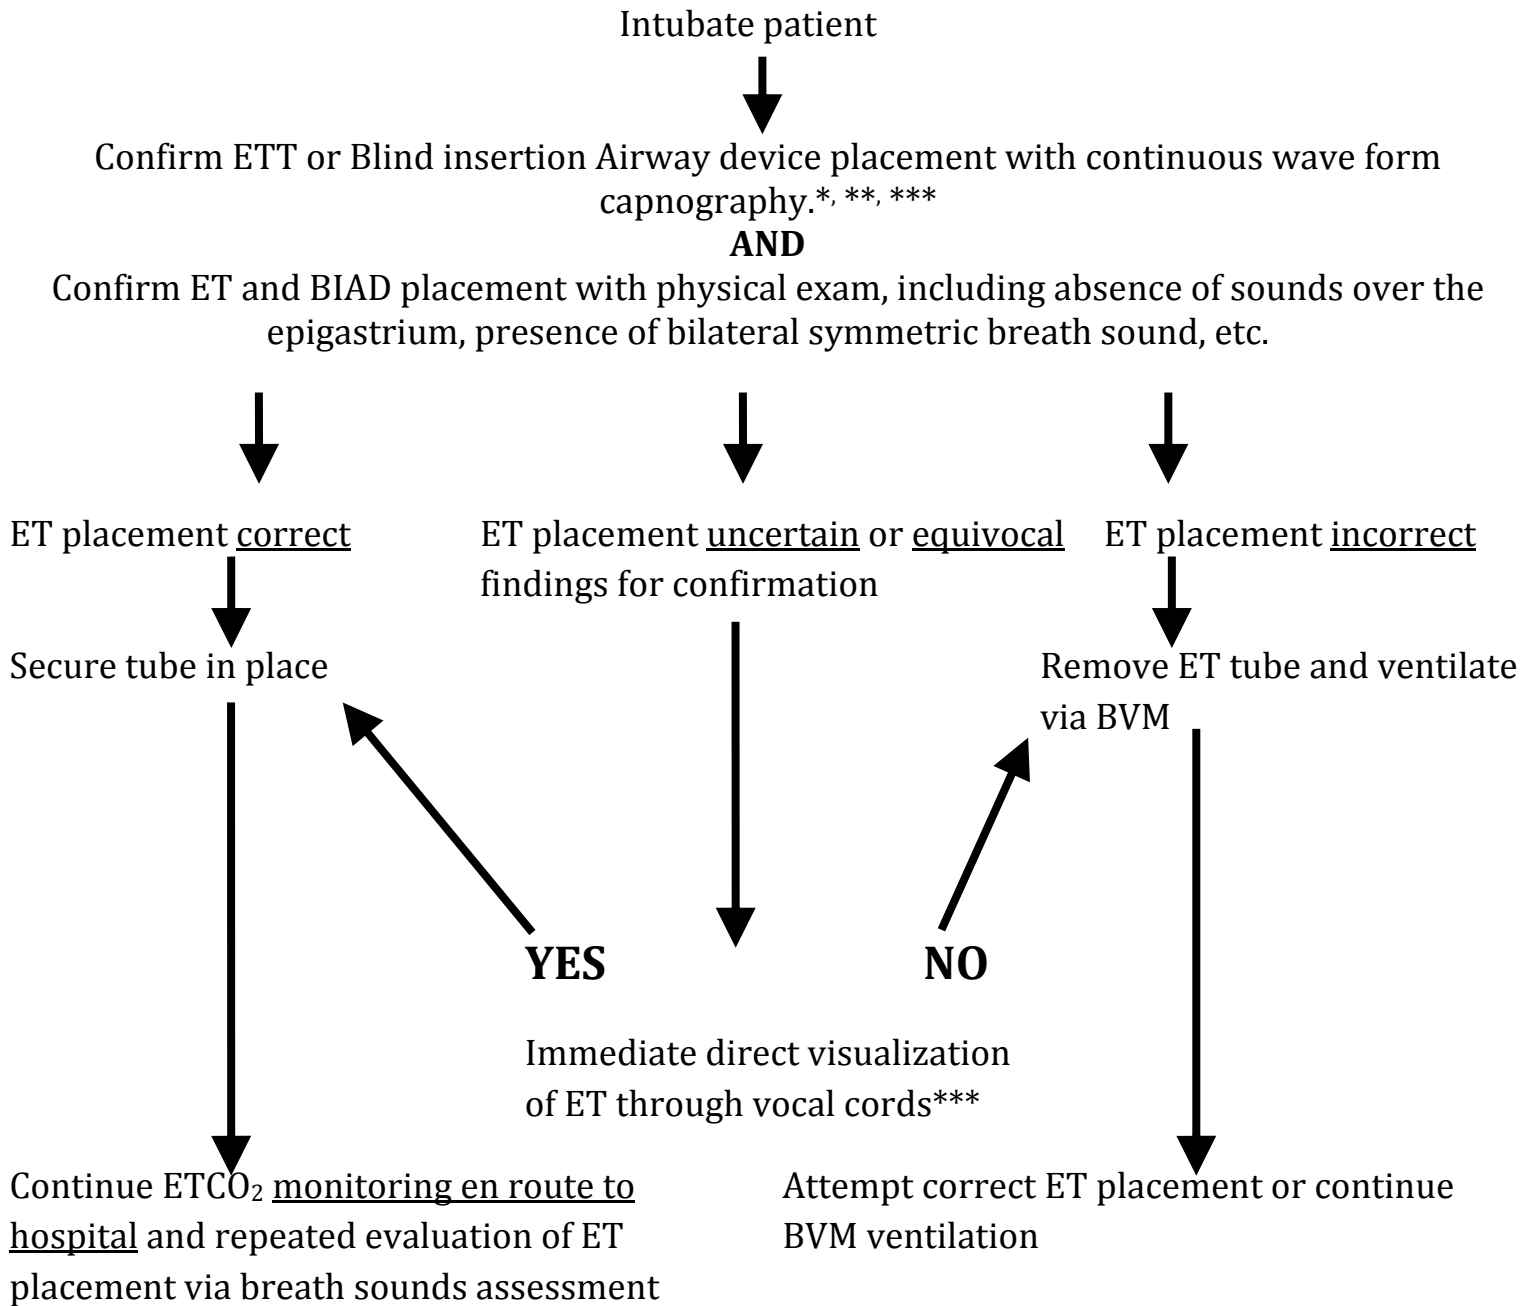 Intubate patient
Confirm ETT or Blind insertion Airway device placement with continuous wave form
capnography.*, **, ***
AND
Confirm ET and BIAD placement with physical exam, including absence of sounds over the
epigastrium, presence of bilateral symmetric breath sound, etc.
ET placement correct
ET placement uncertain or equivocal
findings for confirmation
ET placement incorrect
Secure tube in place
Remove ET tube and ventilate
via BVM
YES
NO
Immediate direct visualization
of ET through vocal cords***
Continue ETCO₂ monitoring en route to
hospital and repeated evaluation of ET
placement via breath sounds assessment
Attempt correct ET placement or continue
BVM ventilation